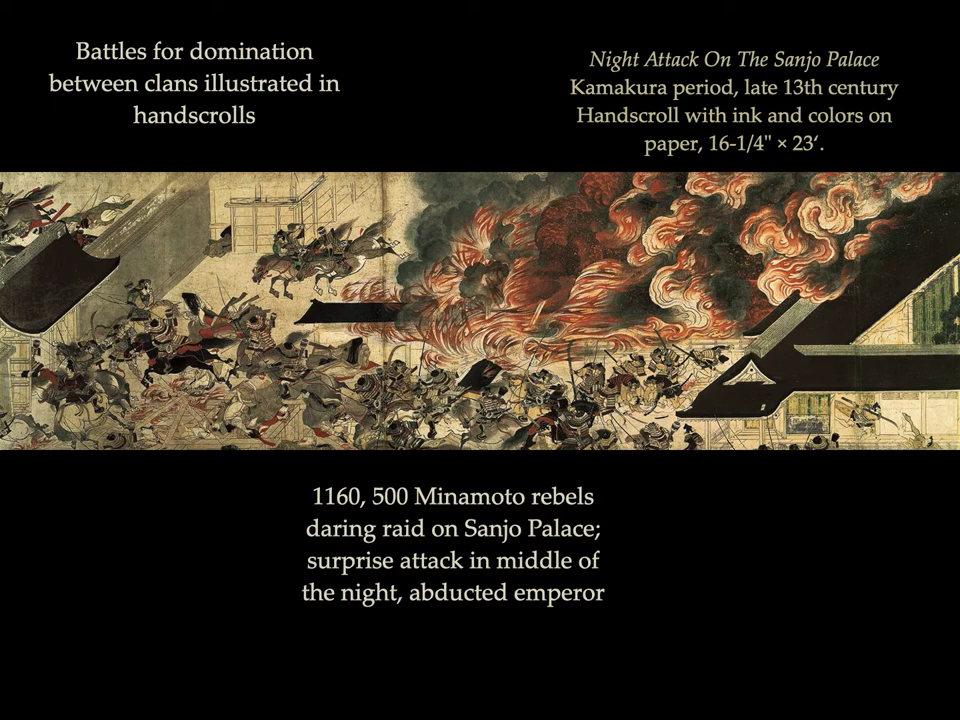 Battles for domination
between clans illustrated in
handscrolls
Night Attack On The Sanjo Palace
Kamakura period, late 13th century
Handscroll with ink and colors on
paper, 16-1/4" × 23‘.
1160, 500 Minamoto rebels
daring raid on Sanjo Palace;
surprise attack in middle of
the night, abducted emperor